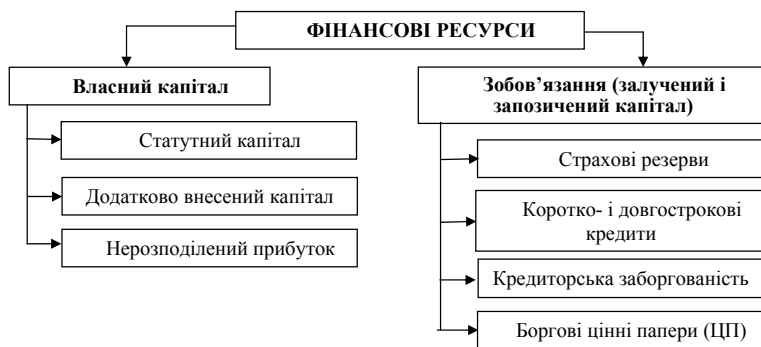 ФІНАНСОВІ РЕСУРСИ
Власний капітал
Статутний капітал
Додатково внесений капітал
Нерозподілений прибуток
Зобов’язання (залучений і
запозичений капітал)
Страхові резерви
Коротко- і довгострокові
кредити
Кредиторська заборгованість
Боргові цінні папери (ЦП)